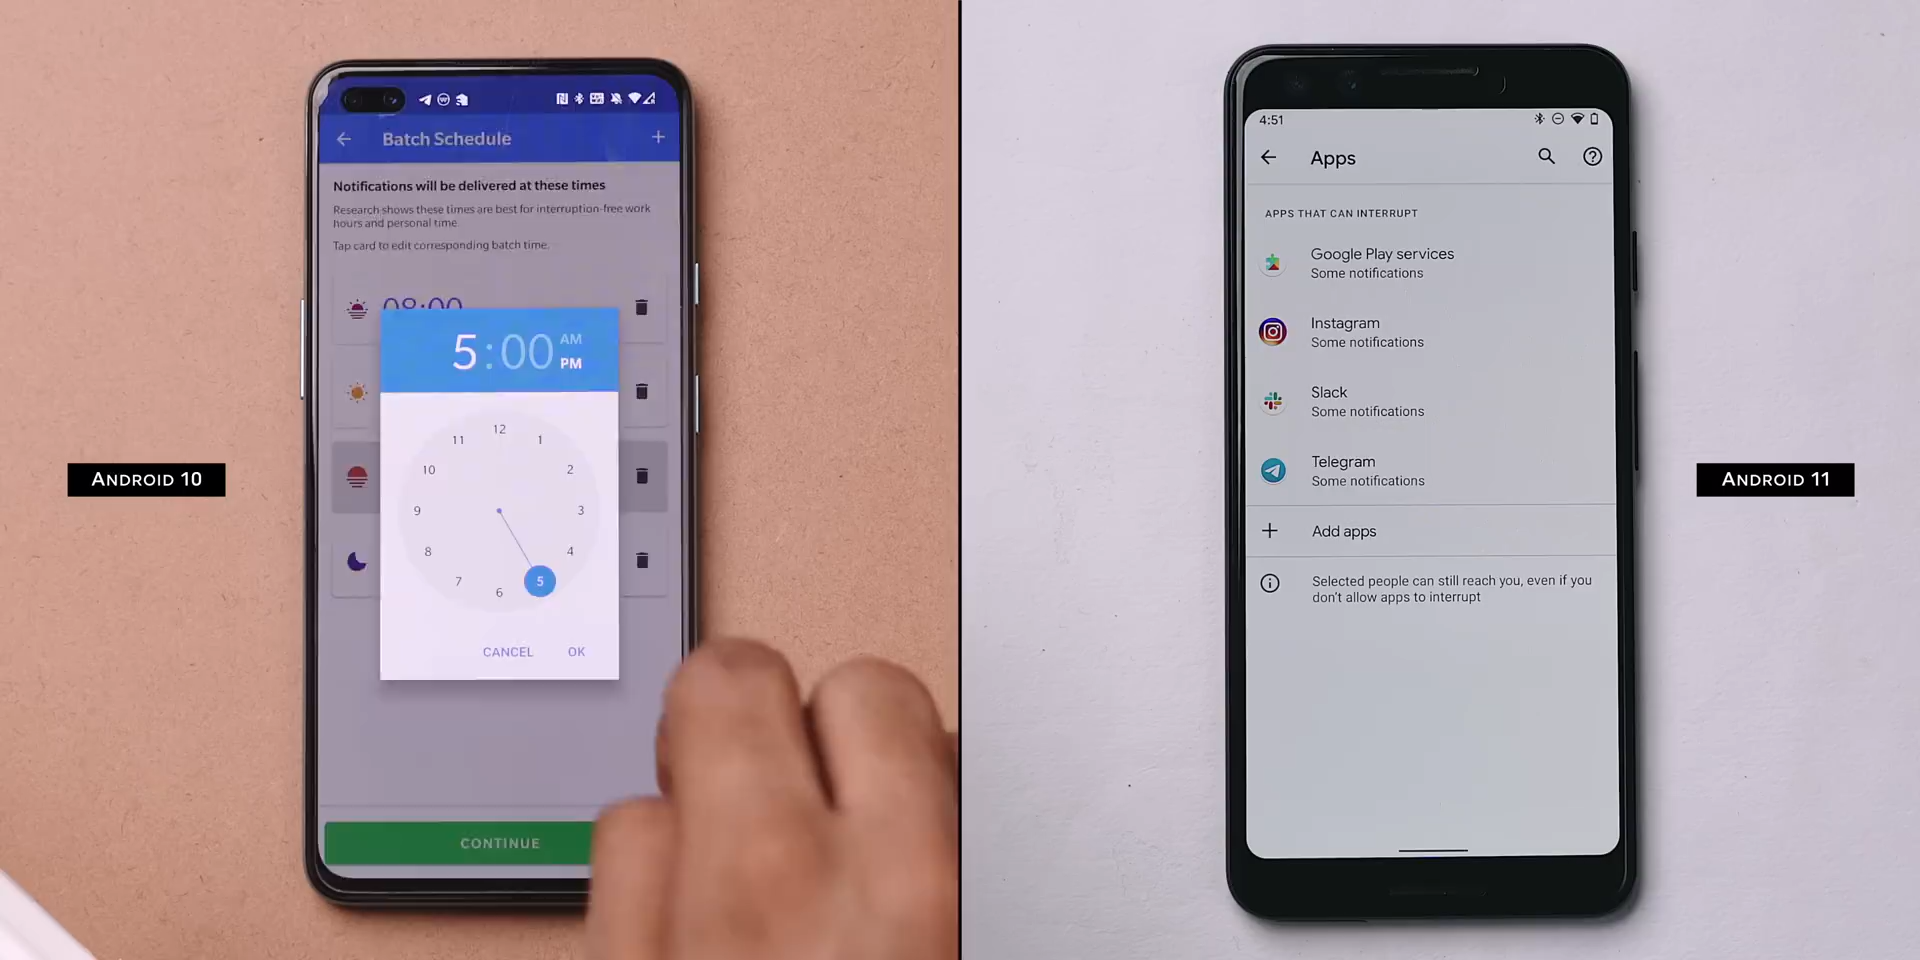 ANDROID 10
Batch Schedule
Notifications will be delivered at these times
Research shows these times are best for interruption-free work
hours and personal time.
Tap card to edit corresponding batch time.
08:00
5:00
AM
PM
12
11
1
10
2
9
3
8
4
7
5
6
CANCEL
OK
CONTINUE
4:51
Apps
APPS THAT CAN INTERRUPT
Google Play services
Some notifications
Instagram
Some notifications
Slack
Some notifications
Telegram
Some notifications
Add apps
Selected people can still reach you, even if you
don't allow apps to interrupt
ANDROID 11